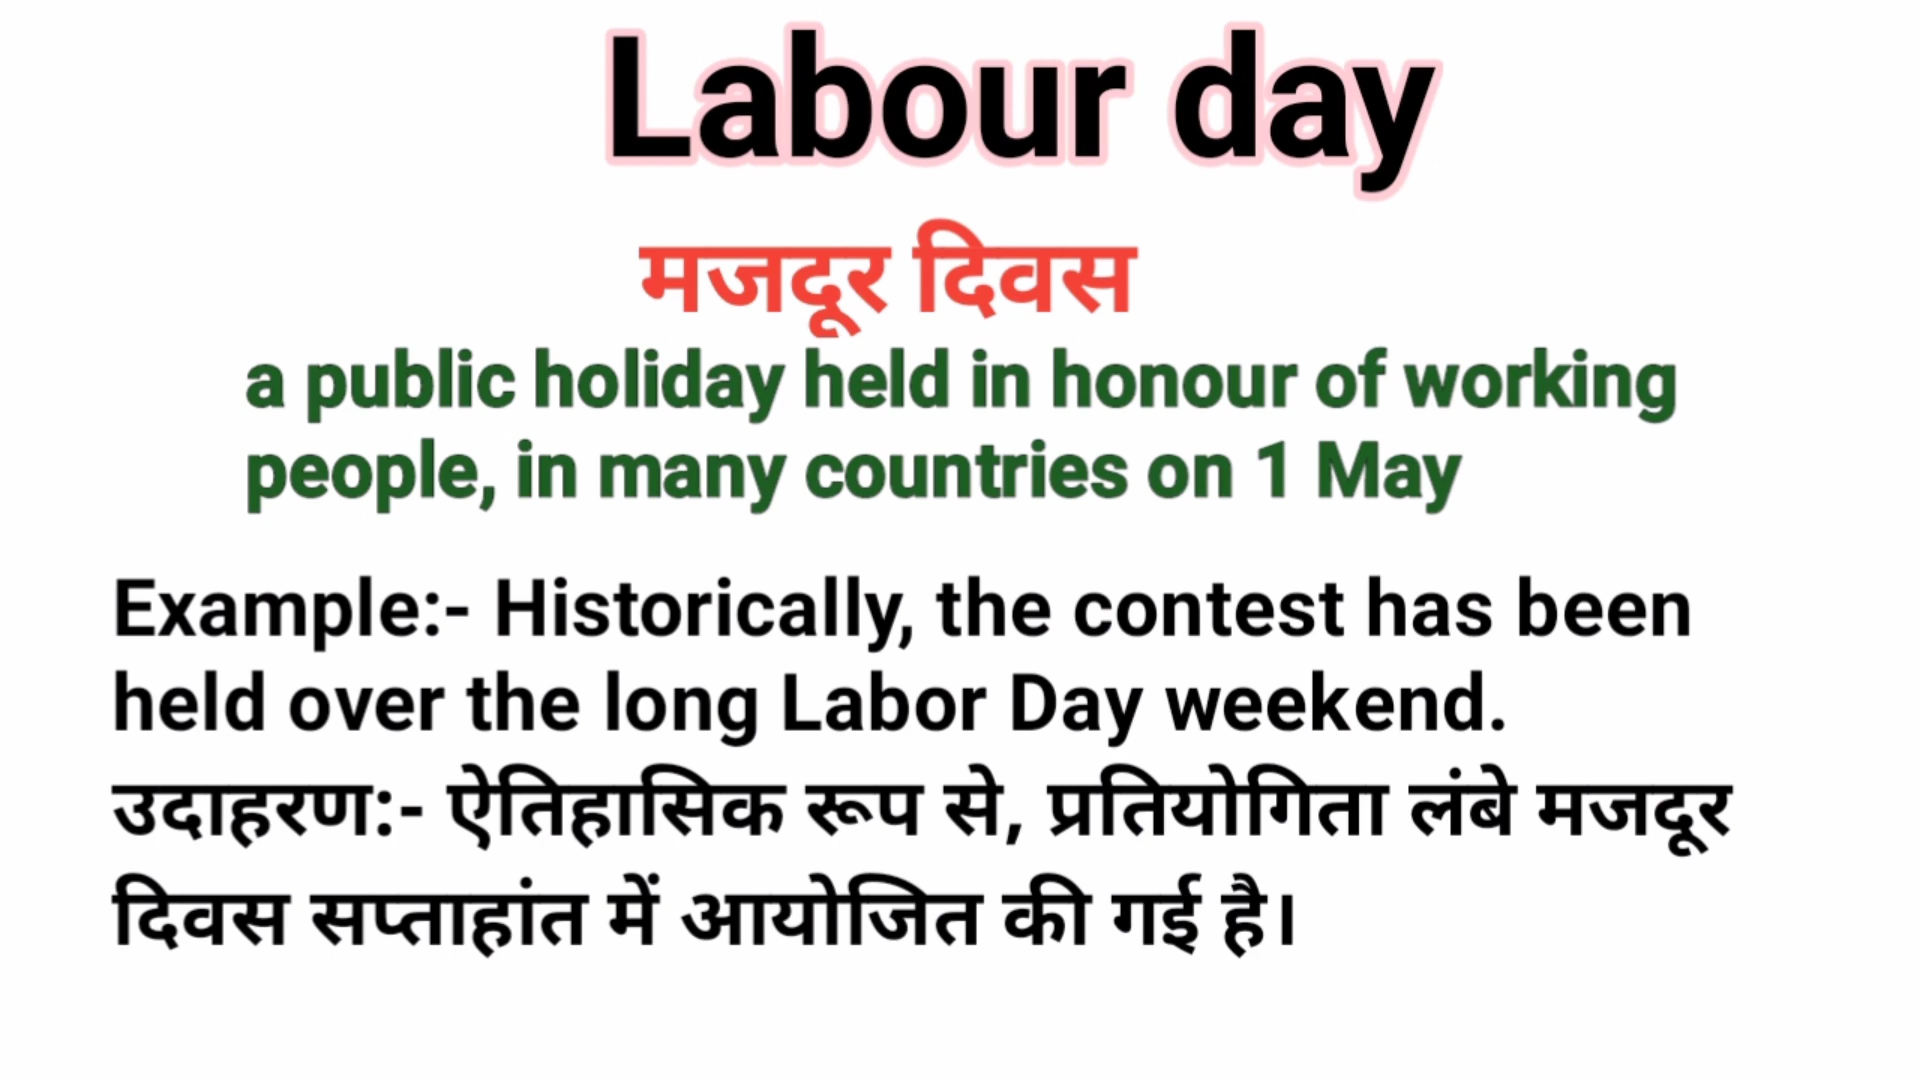 Labour day
मजदूर दिवस
a public holiday held in honour of working
people, in many countries on 1 May
Example:- Historically, the contest has been
held over the long Labor Day weekend.
उदाहरण:- ऐतिहासिक रूप से, प्रतियोगिता लंबे मजदूर
दिवस सप्ताहांत में आयोजित की गई है।